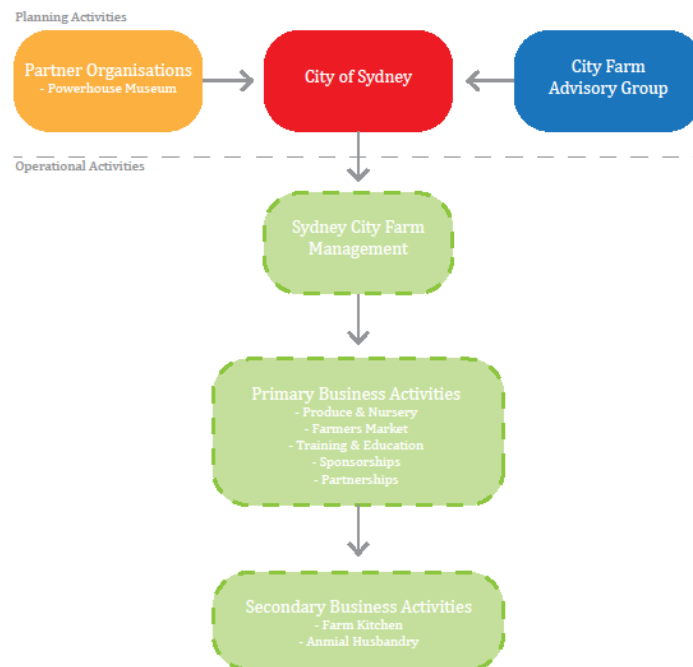 Planning Activities
Partner Organisations
- Powerhouse Museum
City of Sydney
City Farm
Advisory Group
Operational Activities
Sydney City Farm
Management
Primary Business Activities
- Produce & Nursery
- Farmers Market
- Training & Education
- Sponsorships
- Partnerships
Secondary Business Activities
- Farm Kitchen
- Anmial Husbandry